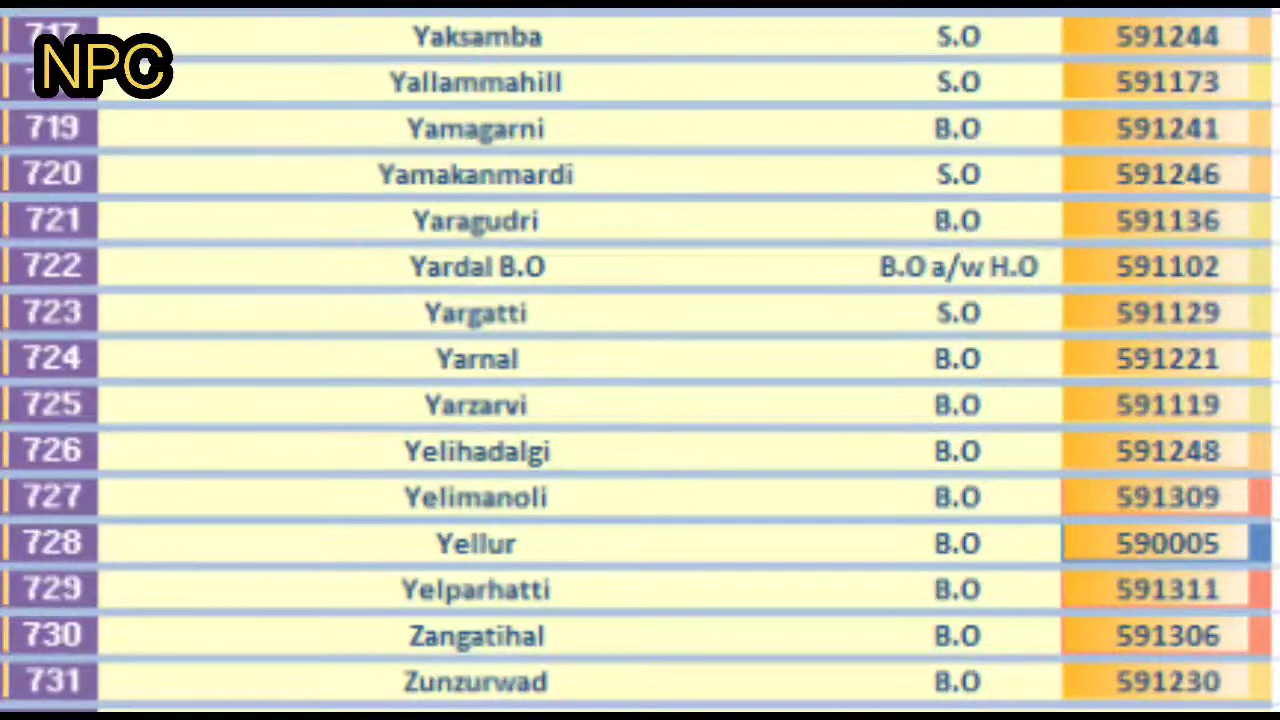 717 Yaksamba S.O 591244
NPC
Yallammahill S.O 591173
719 Yamagarni B.O 591241
720 Yamakanmardi S.O 591246
721 Yaragudri B.O 591136
722 Yardal B.O B.O a/w H.O 591102
723 Yargatti S.O 591129
724 Yarnal B.O 591221
725 Yarzarvi B.O 591119
726 Yelihadalgi B.O 591248
727 Yelimanoli B.O 591309
728 Yellur B.O 590005
729 Yelparhatti B.O 591311
730 Zangatihal B.O 591306
731 Zunzurwad B.O 591230